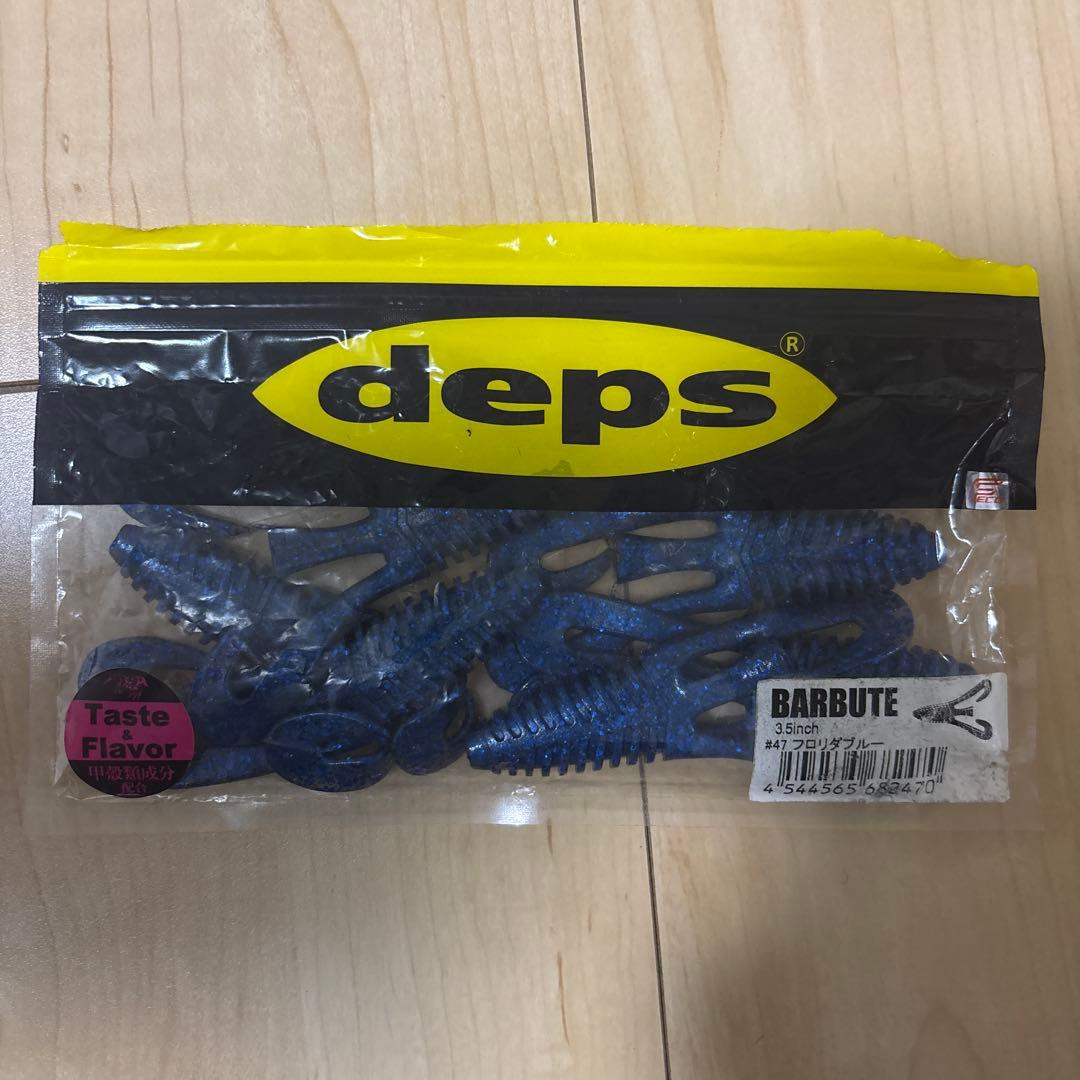 deps
®
BARBUTE
3.5inch
#47 フロリダブルー
4 544565 682470
Taste
&
Flavor
甲殻類成分
配合